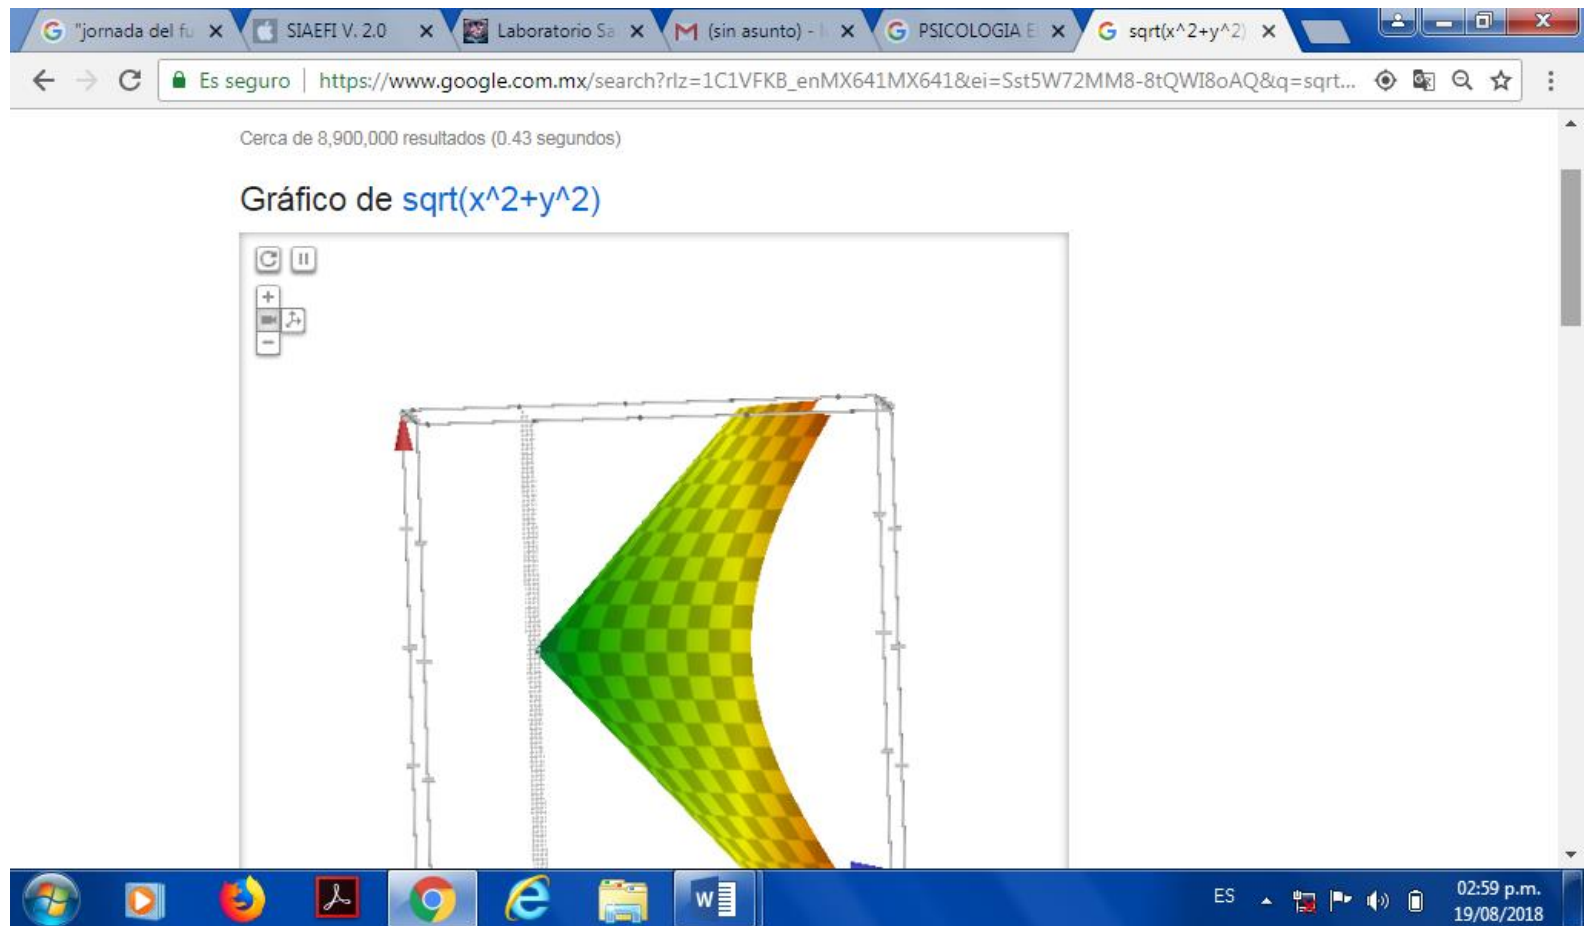 "jornada del fu
SIAEFI V. 2.0
Laboratorio Sa
(sin asunto) -
PSICOLOGIA E
sqrt(x^2+y^2)
Es seguro
https://www.google.com.mx/search?rlz=1C1VFKB_enMX641MX641&ei=Sst5W72MM8-8tQWI8oAQ&q=sqrt...
Cerca de 8,900,000 resultados (0.43 segundos)
Gráfico de sqrt(x^2+y^2)
ES
02:59 p.m.
19/08/2018